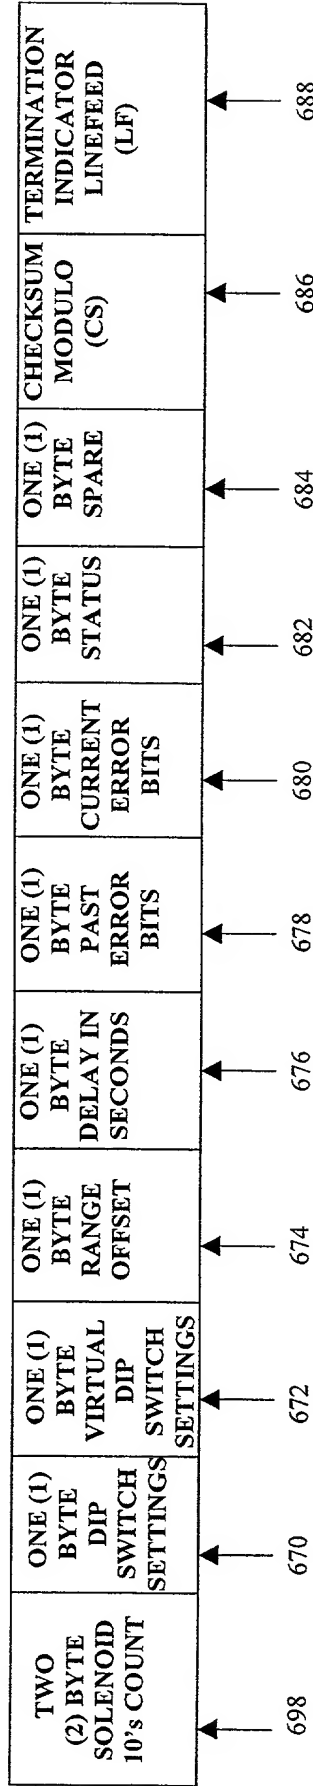 TWO
(2) BYTE
SOLENOID
10's COUNT
ONE (1)
BYTE
DIP
SWITCH
SETTINGS
ONE (1)
BYTE
VIRTUAL
DIP
SWITCH
SETTINGS
ONE (1)
BYTE
RANGE
OFFSET
ONE (1)
BYTE
DELAY IN
SECONDS
ONE (1)
BYTE
PAST
ERROR
BITS
ONE (1)
BYTE
CURRENT
ERROR
BITS
ONE (1)
BYTE
STATUS
ONE (1)
BYTE
SPARE
CHECKSUM
MODULO
(CS)
TERMINATION
INDICATOR
LINEFEED
(LF)
698
670
672
674
676
678
680
682
684
686
688